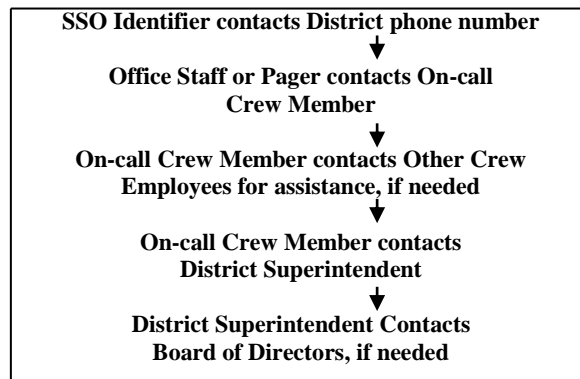 SSO Identifier contacts District phone number
Office Staff or Pager contacts On-call
Crew Member
On-call Crew Member contacts Other Crew
Employees for assistance, if needed
On-call Crew Member contacts
District Superintendent
District Superintendent Contacts
Board of Directors, if needed